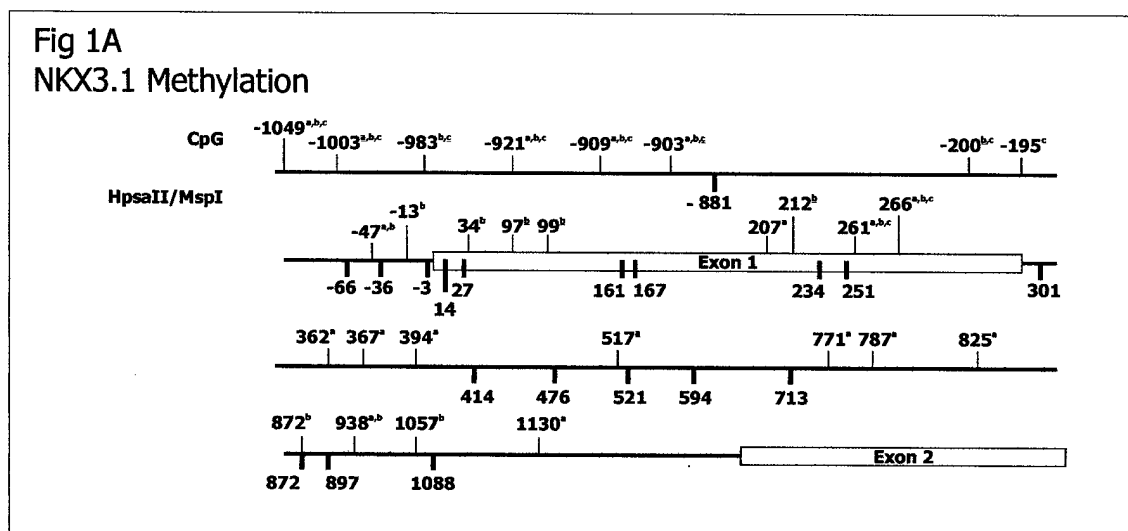 Fig 1A
NKX3.1 Methylation
CpG -1049a,b,c -1003a,b,c -983b,c -921a,b,c -909a,b,c -903a,b,c -200b,c -195c
HpsaII/MspI - 881
-47a,b -13b 34b 97b 99b 207a 212b 261a,b,c 266a,b,c
Exon 1
-66 -36 -3 14 27 161 167 234 251 301
362a 367a 394a 517a 771a 787a 825a
414 476 521 594 713
872b 938a,b 1057b 1130a
Exon 2
872 897 1088